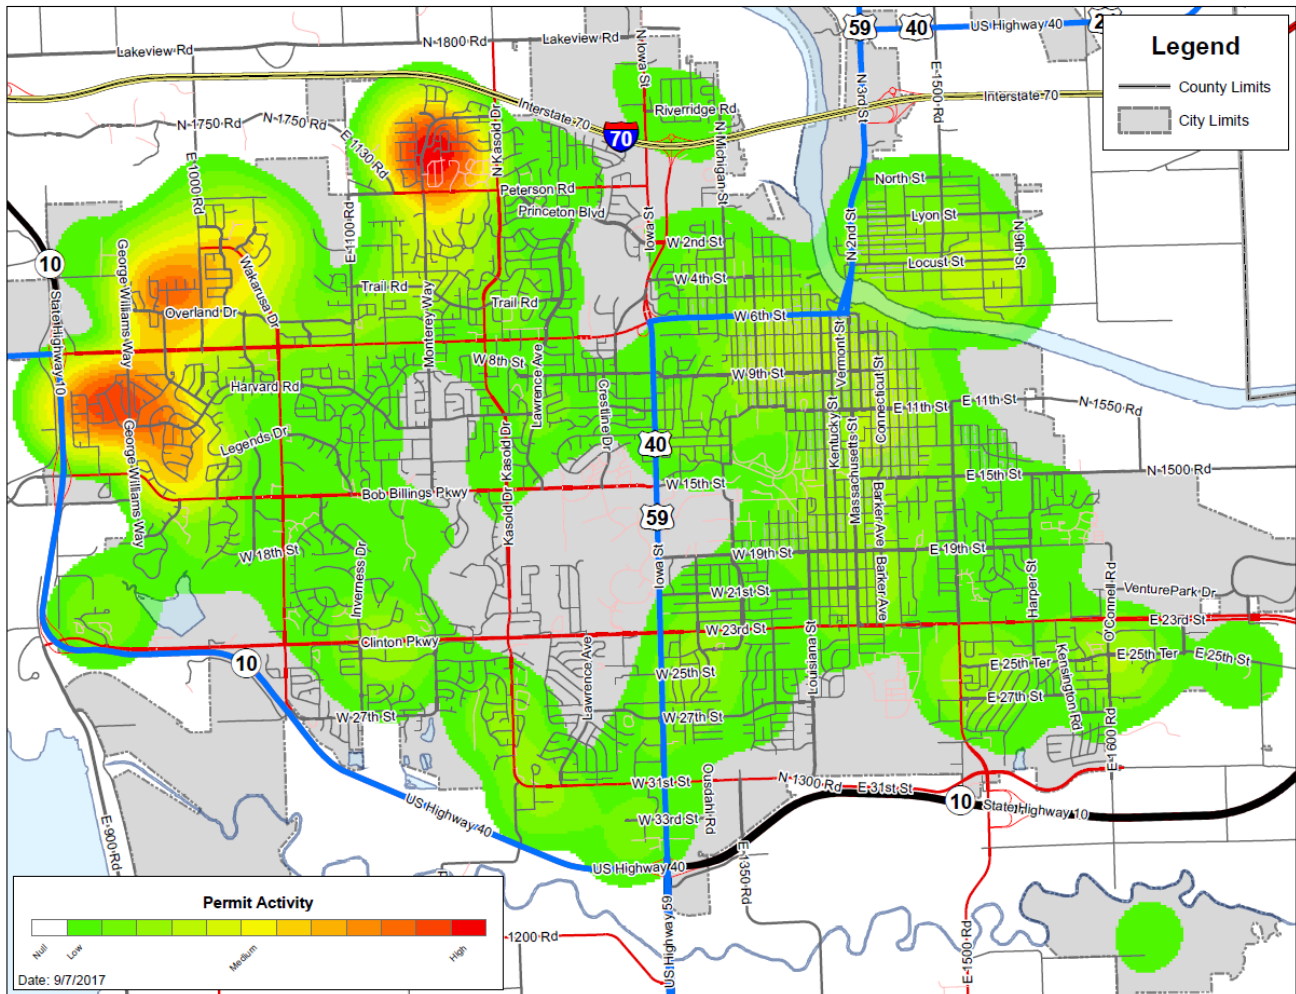 59
40
US Highway 40
Legend
County Limits
City Limits
Lakeview Rd
N 1800 Rd
Lakeview Rd
N Iowa St
N 3rd St
E 1500 Rd
Interstate 70
Interstate 70
70
Riverridge Rd
N Michigan St
N 1750 Rd
N 1750 Rd
E 1130 Rd
E 1000 Rd
N Kasold Dr
Peterson Rd
Princeton Blvd
North St
Lyon St
Locust St
N 9th St
N 2nd St
E 1100 Rd
Iowa St
W 2nd St
W 4th St
10
State Highway 10
George Williams Way
Wakarusa Dr
Overland Dr
Trail Rd
Monterey Way
Trail Rd
W 6th St
Vermont St
W 8th St
Lawrence Ave
Crestline Dr
W 9th St
Harvard Rd
Connecticut St
E 11th St
E 11th St
N 1550 Rd
Kentucky St
Massachusetts St
George Williams Way
Legends Dr
Kasold Dr
Kasold Dr
40
W 15th St
E 15th St
N 1500 Rd
Bob Billings Pkwy
59
Barker Ave
Barker Ave
W 18th St
Inverness Dr
Iowa St
W 19th St
E 19th St
W 21st St
Harper St
O'Connell Rd
VenturePark Dr
Clinton Pkwy
W 23rd St
E 23rd St
Louisiana St
10
Lawrence Ave
W 25th St
E 25th Ter
Kensington Rd
E 25th Ter
E 25th St
W 27th St
W 27th St
E 27th St
E 1600 Rd
W 31st St
Ousdahl Rd
N 1300 Rd
E 31st St
10
State Highway 10
US Highway 40
W 33rd St
E 900 Rd
US Highway 40
E 1350 Rd
US Highway 59
E 1500 Rd
1200 Rd
Permit Activity
Null
Low
Medium
High
Date: 9/7/2017